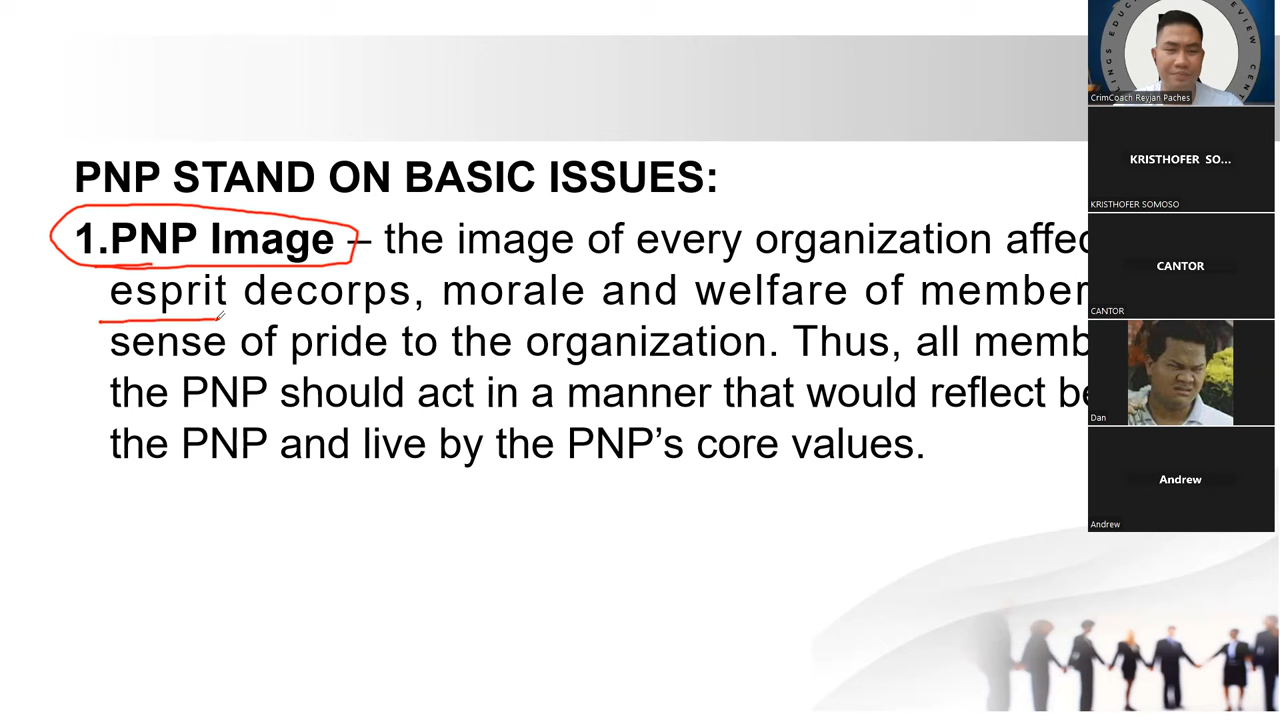 PNP STAND ON BASIC ISSUES:
1.PNP Image – the image of every organization affec
esprit decorps, morale and welfare of member
sense of pride to the organization. Thus, all memb
the PNP should act in a manner that would reflect be
the PNP and live by the PNP’s core values.
CrimCoach Reyjan Paches
KRISTHOFER SO...
KRISTHOFER SOMOSO
CANTOR
CANTOR
Dan
Andrew
Andrew